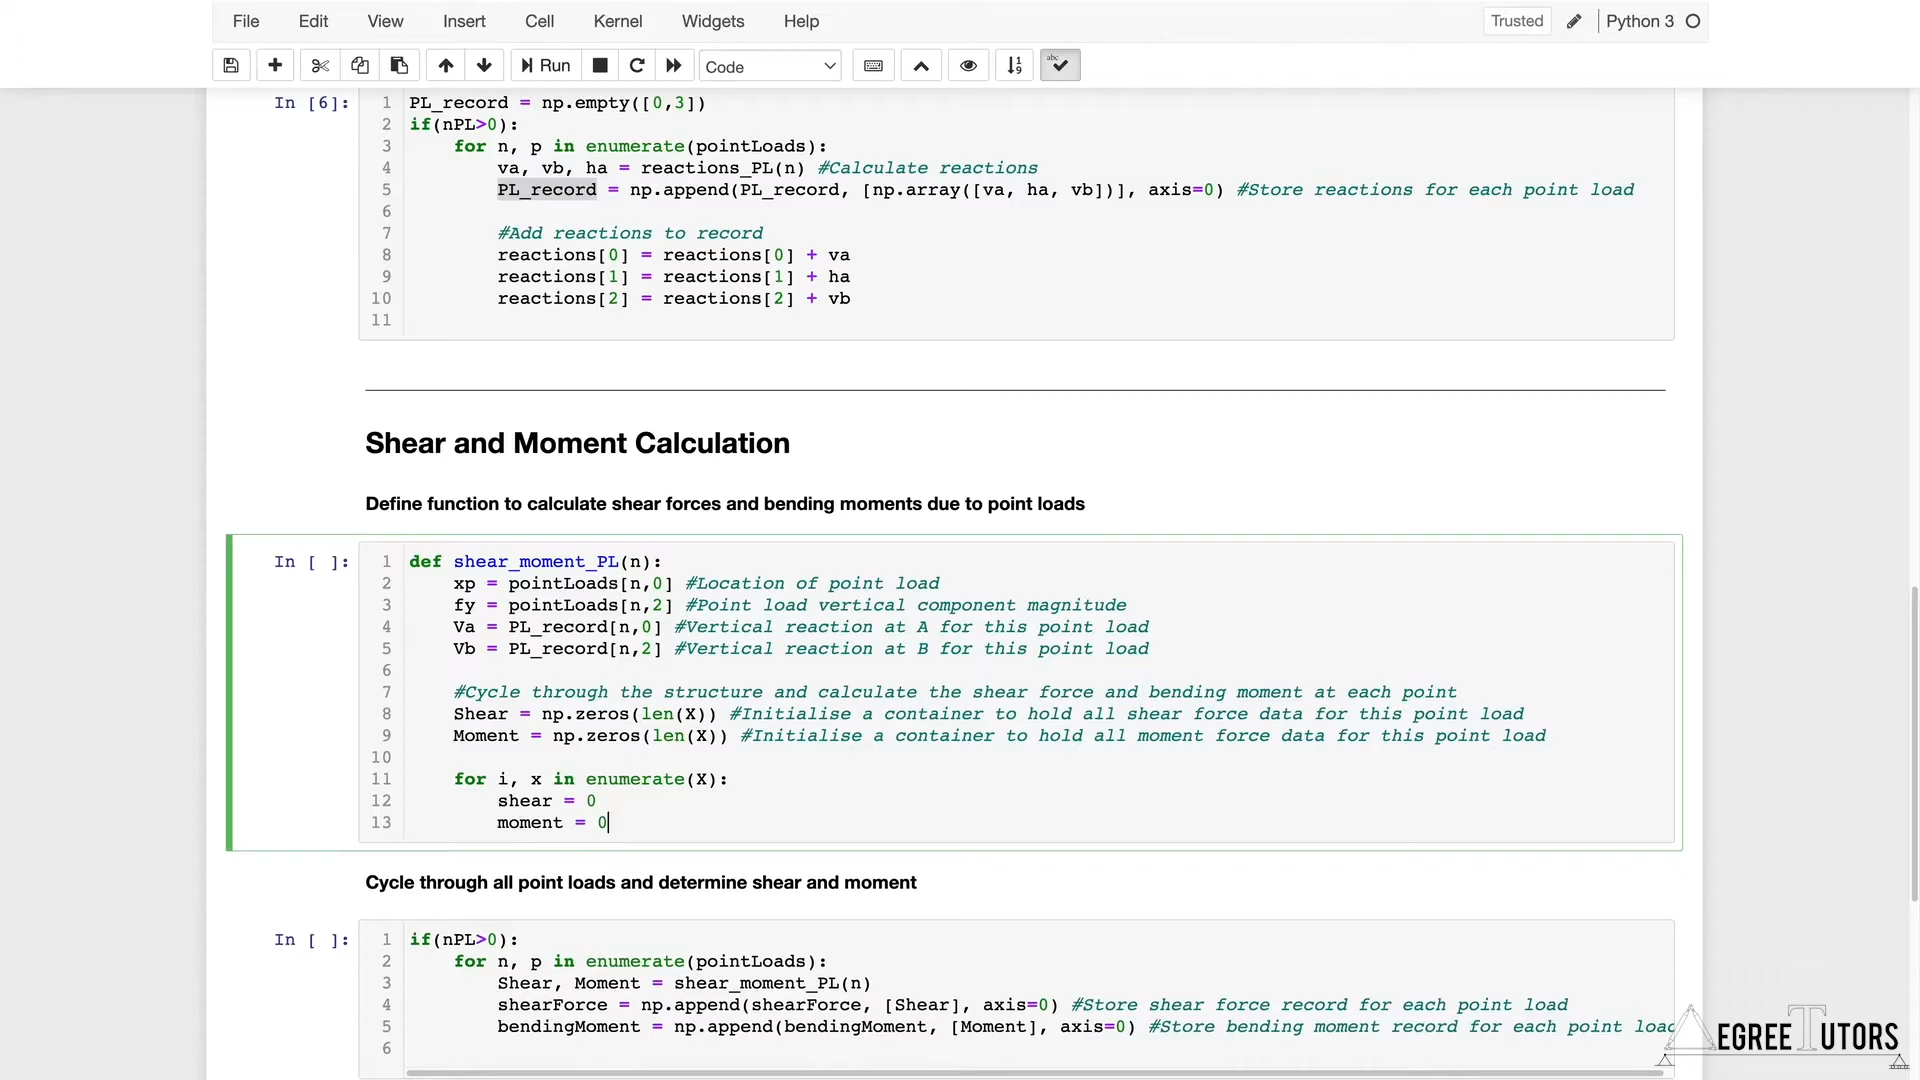 File Edit View Insert Cell Kernel Widgets Help Trusted Python 3
Run Code
In [6]:
1 PL_record = np.empty([0,3])
2 if(nPL>0):
3 for n, p in enumerate(pointLoads):
4 va, vb, ha = reactions_PL(n) #Calculate reactions
5 PL_record = np.append(PL_record, [np.array([va, ha, vb])], axis=0) #Store reactions for each point load
6
7 #Add reactions to record
8 reactions[0] = reactions[0] + va
9 reactions[1] = reactions[1] + ha
10 reactions[2] = reactions[2] + vb
11
Shear and Moment Calculation
Define function to calculate shear forces and bending moments due to point loads
In [ ]:
1 def shear_moment_PL(n):
2 xp = pointLoads[n,0] #Location of point load
3 fy = pointLoads[n,2] #Point load vertical component magnitude
4 Va = PL_record[n,0] #Vertical reaction at A for this point load
5 Vb = PL_record[n,2] #Vertical reaction at B for this point load
6
7 #Cycle through the structure and calculate the shear force and bending moment at each point
8 Shear = np.zeros(len(X)) #Initialise a container to hold all shear force data for this point load
9 Moment = np.zeros(len(X)) #Initialise a container to hold all moment force data for this point load
10
11 for i, x in enumerate(X):
12 shear = 0
13 moment = 0
Cycle through all point loads and determine shear and moment
In [ ]:
1 if(nPL>0):
2 for n, p in enumerate(pointLoads):
3 Shear, Moment = shear_moment_PL(n)
4 shearForce = np.append(shearForce, [Shear], axis=0) #Store shear force record for each point load
5 bendingMoment = np.append(bendingMoment, [Moment], axis=0) #Store bending moment record for each point load
6
DEGREE TUTORS